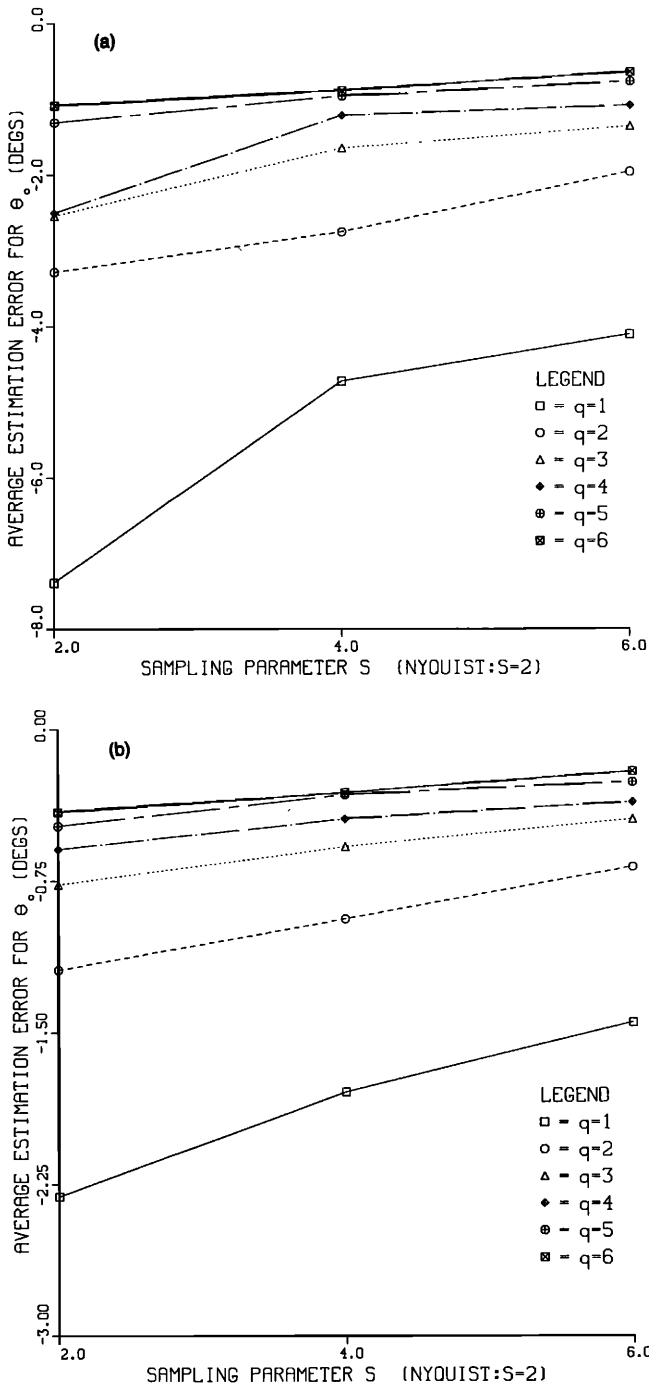 (a)
AVERAGE ESTIMATION ERROR FOR θₒ (DEGS)
0.0
-2.0
-4.0
-6.0
-8.0
LEGEND
= q=1
= q=2
= q=3
= q=4
= q=5
= q=6
2.0 4.0 6.0
SAMPLING PARAMETER S (NYQUIST:S=2)
(b)
AVERAGE ESTIMATION ERROR FOR θₒ (DEGS)
0.00
-0.75
-1.50
-2.25
-3.00
LEGEND
= q=1
= q=2
= q=3
= q=4
= q=5
= q=6
2.0 4.0 6.0
SAMPLING PARAMETER S (NYQUIST:S=2)